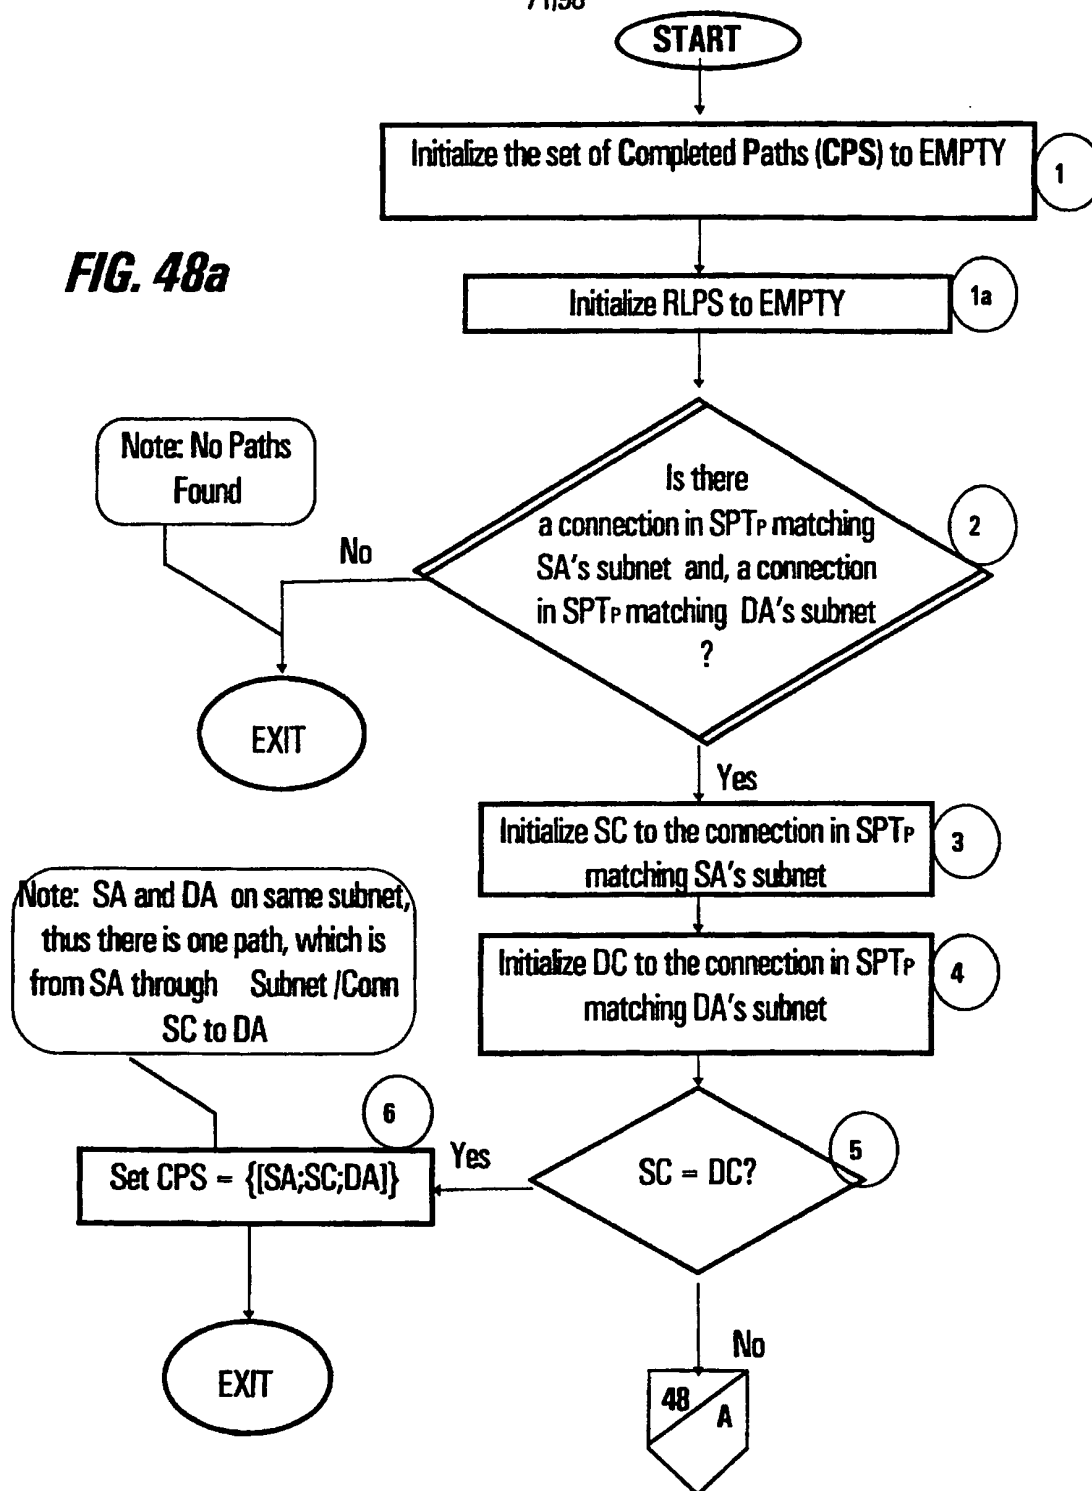 START
Initialize the set of Completed Paths (CPS) to EMPTY
1
FIG. 48a
Initialize RLPS to EMPTY
1a
Note: No Paths
Found
Is there
a connection in SPTP matching
SA's subnet and, a connection
in SPTP matching DA's subnet
?
2
No
EXIT
Yes
Initialize SC to the connection in SPTP
matching SA's subnet
3
Note: SA and DA on same subnet,
thus there is one path, which is
from SA through Subnet /Conn
SC to DA
Initialize DC to the connection in SPTP
matching DA's subnet
4
6
Set CPS = {[SA;SC;DA]}
Yes
SC = DC?
5
EXIT
No
48
A